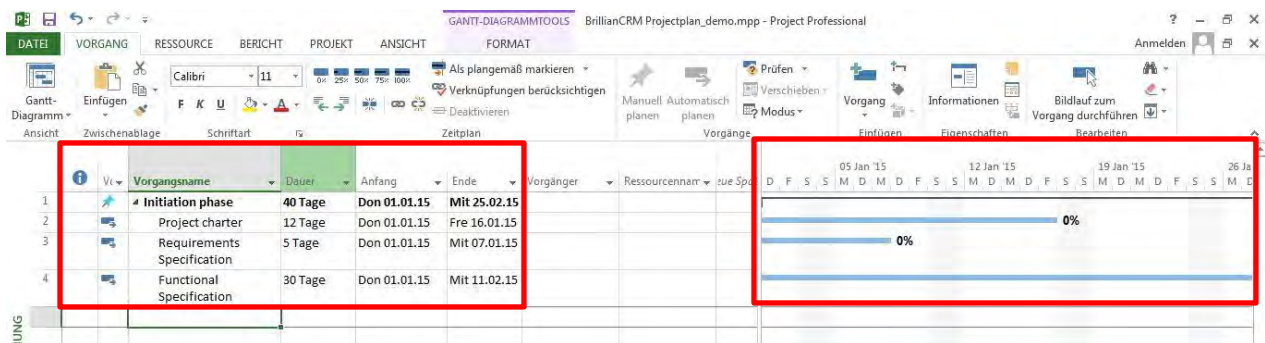 GANTT-DIAGRAMMTOOLS BrillianCRM Projectplan_demo.mpp - Project Professional ? – X
DATEI VORGANG RESSOURCE BERICHT PROJEKT ANSICHT FORMAT Anmelden X
Gantt-
Diagramm
Ansicht
Einfügen
Zwischenablage
Calibri 11
F K U A
Schriftart
0% 25% 50% 75% 100%
Als plangemäß markieren
Verknüpfungen berücksichtigen
Deaktivieren
Zeitplan
Manuell Automatisch
planen planen
Prüfen
Verschieben
Modus
Vorgänge
Vorgang
Einfügen
Informationen
Eigenschaften
Bildlauf zum
Vorgang durchführen
Bearbeiten
05 Jan '15 12 Jan '15 19 Jan '15 26 Ja
Vorgangsname Dauer Anfang Ende Vorgänger Ressourcennam D F S S M D M D F S S M D M D F S S M D M D F S S M D
1 Initiation phase 40 Tage Don 01.01.15 Mit 25.02.15
2 Project charter 12 Tage Don 01.01.15 Fre 16.01.15 0%
3 Requirements 5 Tage Don 01.01.15 Mit 07.01.15 0%
Specification
4 Functional 30 Tage Don 01.01.15 Mit 11.02.15
Specification